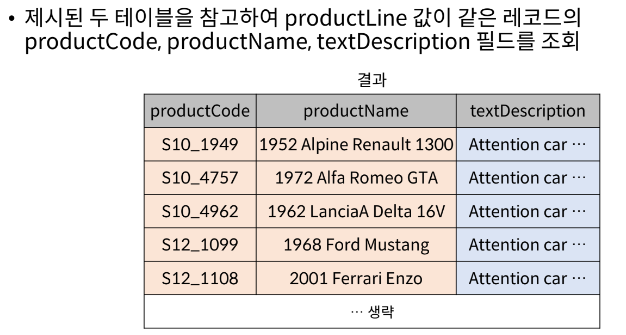 • 제시된 두 테이블을 참고하여 productLine 값이 같은 레코드의
productCode, productName, textDescription 필드를 조회
결과
productCode productName textDescription
S10_1949 1952 Alpine Renault 1300 Attention car ⋯
S10_4757 1972 Alfa Romeo GTA Attention car ⋯
S10_4962 1962 LanciaA Delta 16V Attention car ⋯
S12_1099 1968 Ford Mustang Attention car ⋯
S12_1108 2001 Ferrari Enzo Attention car ⋯
⋯ 생략